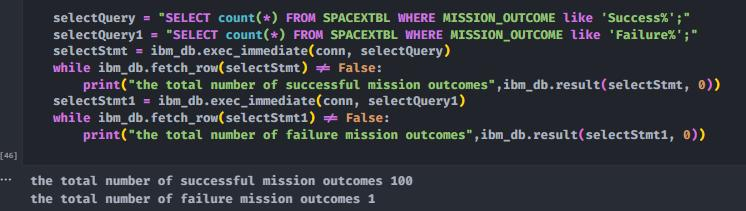 selectQuery = "SELECT count(*) FROM SPACEXTBL WHERE MISSION_OUTCOME like 'Success%';"
selectQuery1 = "SELECT count(*) FROM SPACEXTBL WHERE MISSION_OUTCOME like 'Failure%';"
selectStmt = ibm_db.exec_immediate(conn, selectQuery)
while ibm_db.fetch_row(selectStmt) ≠ False:
    print("the total number of successful mission outcomes",ibm_db.result(selectStmt, 0))
selectStmt1 = ibm_db.exec_immediate(conn, selectQuery1)
while ibm_db.fetch_row(selectStmt1) ≠ False:
    print("the total number of failure mission outcomes",ibm_db.result(selectStmt1, 0))
[46]
... the total number of successful mission outcomes 100
the total number of failure mission outcomes 1